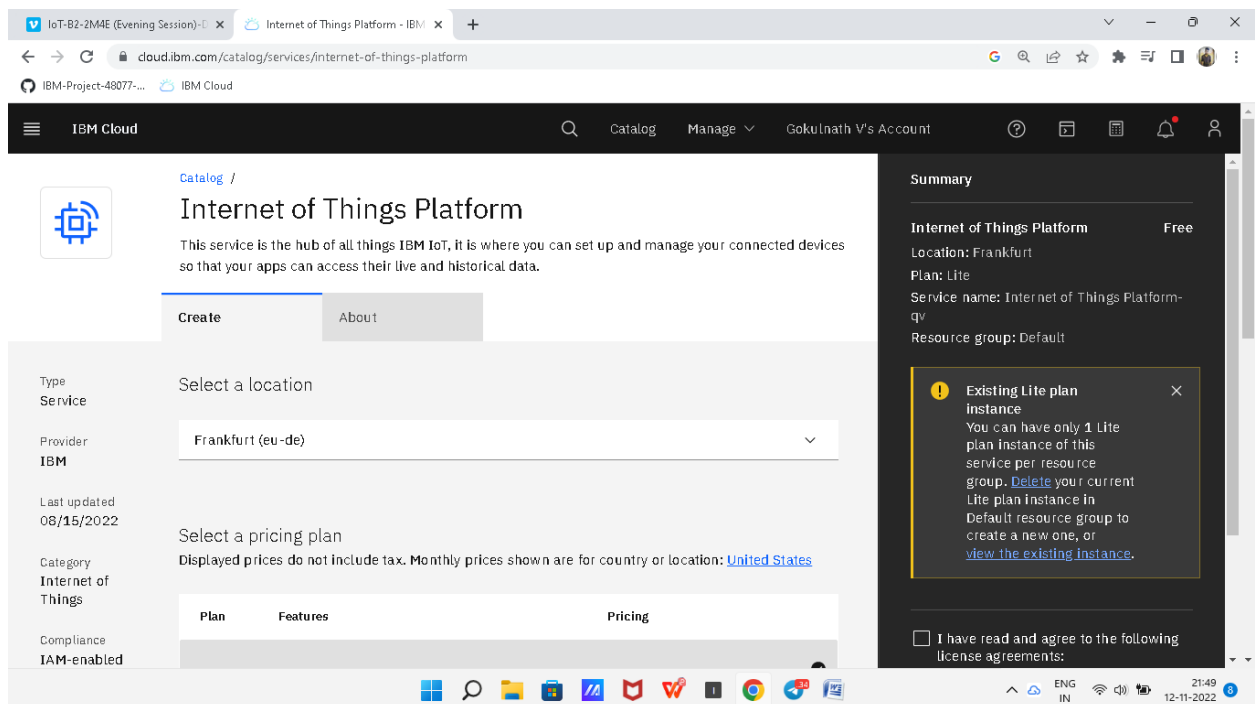 IoT-B2-2M4E (Evening Session)-D
Internet of Things Platform - IBM
cloud.ibm.com/catalog/services/internet-of-things-platform
IBM-Project-48077-...
IBM Cloud
IBM Cloud
Catalog
Manage
Gokulnath V's Account
Catalog /
Internet of Things Platform
This service is the hub of all things IBM IoT, it is where you can set up and manage your connected devices
so that your apps can access their live and historical data.
Create
About
Type
Service
Provider
IBM
Last updated
08/15/2022
Category
Internet of
Things
Compliance
IAM-enabled
Select a location
Frankfurt (eu-de)
Select a pricing plan
Displayed prices do not include tax. Monthly prices shown are for country or location: United States
Plan Features Pricing
Summary
Internet of Things Platform Free
Location: Frankfurt
Plan: Lite
Service name: Internet of Things Platform-
qv
Resource group: Default
Existing Lite plan
instance
You can have only 1 Lite
plan instance of this
service per resource
group. Delete your current
Lite plan instance in
Default resource group to
create a new one, or
view the existing instance.
I have read and agree to the following
license agreements:
34
ENG
IN
21:49
12-11-2022
8